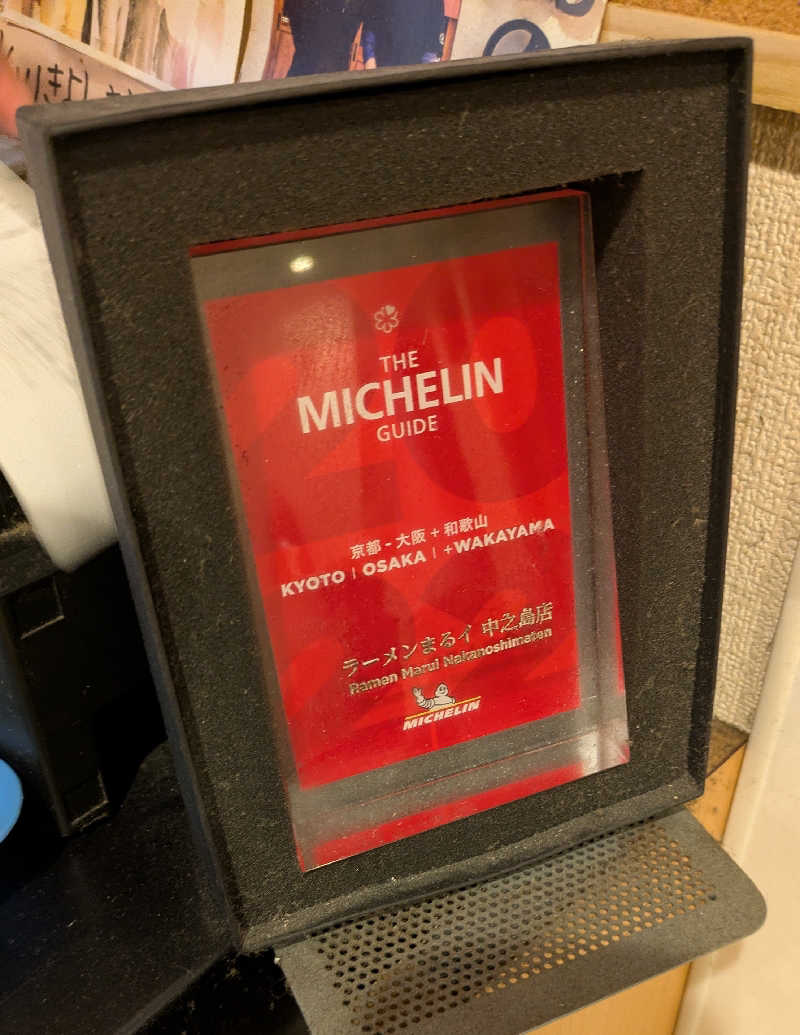 THE
MICHELIN
GUIDE
2022
京都 - 大阪 + 和歌山
KYOTO | OSAKA | +WAKAYAMA
ラーメンまるイ 中之島店
Ramen Marui Nakanoshimaten
MICHELIN